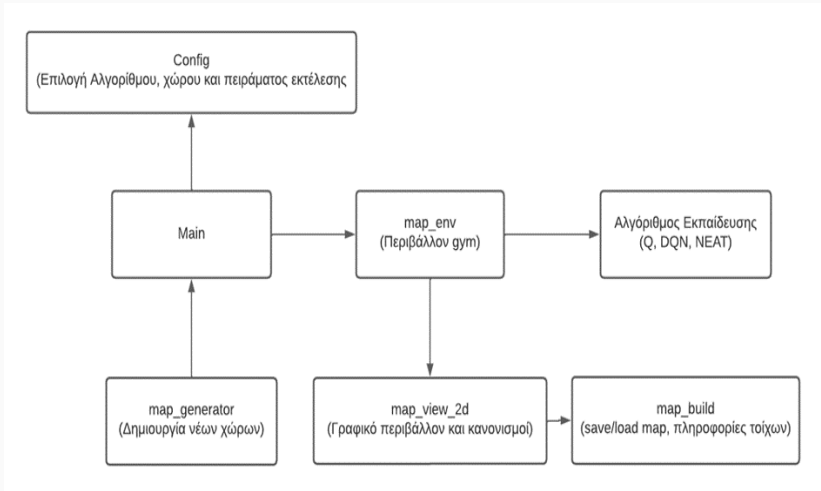 Config
(Επιλογή Αλγορίθμου, χώρου και πειράματος εκτέλεσης
Main
map_env
(Περιβάλλον gym)
Αλγόριθμος Εκπαίδευσης
(Q, DQN, NEAT)
map_generator
(Δημιουργία νέων χώρων)
map_view_2d
(Γραφικό περιβάλλον και κανονισμοί)
map_build
(save/load map, πληροφορίες τοίχων)